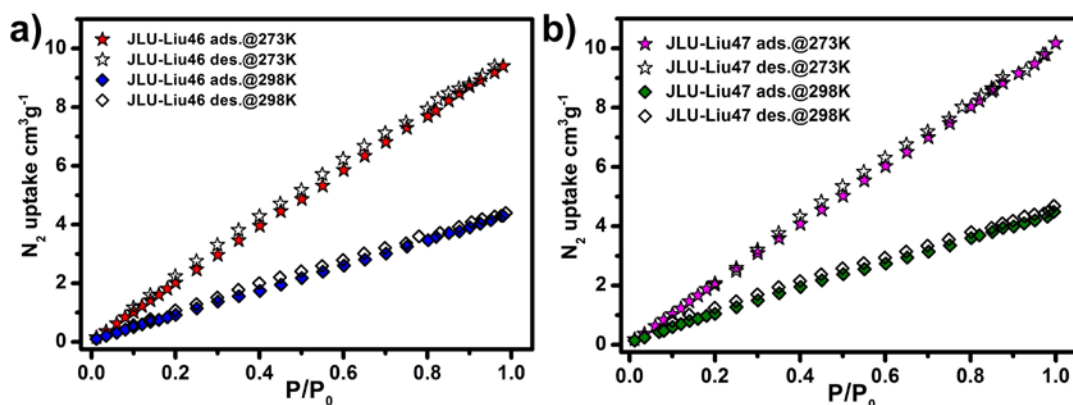 a)
JLU-Liu46 ads.@273K
JLU-Liu46 des.@273K
JLU-Liu46 ads.@298K
JLU-Liu46 des.@298K
N₂ uptake cm³g⁻¹
10
8
6
4
2
0
0.0 0.2 0.4 0.6 0.8 1.0
P/P₀
b)
JLU-Liu47 ads.@273K
JLU-Liu47 des.@273K
JLU-Liu47 ads.@298K
JLU-Liu47 des.@298K
N₂ uptake cm³g⁻¹
10
8
6
4
2
0
0.0 0.2 0.4 0.6 0.8 1.0
P/P₀